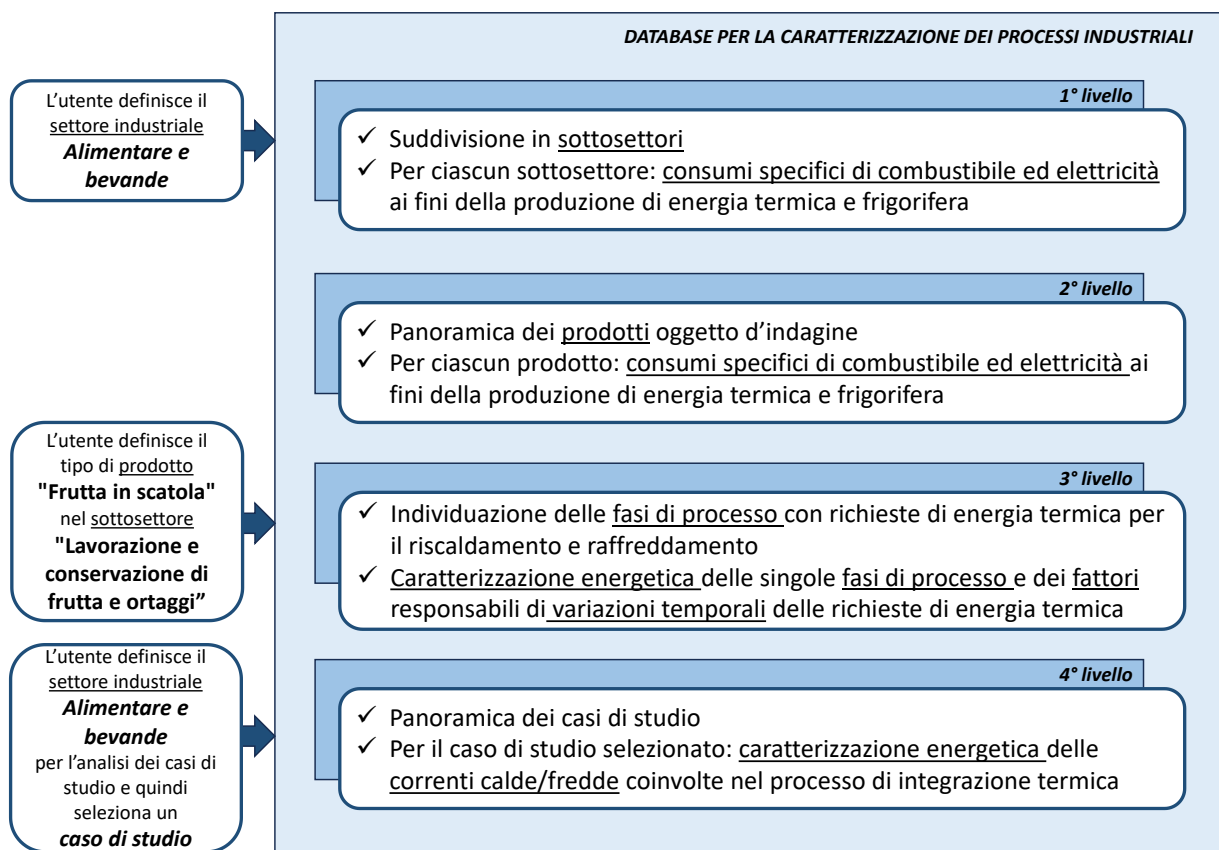 DATABASE PER LA CARATTERIZZAZIONE DEI PROCESSI INDUSTRIALI
L'utente definisce il
settore industriale
Alimentare e
bevande
1° livello
✓ Suddivisione in sottosettori
✓ Per ciascun sottosettore: consumi specifici di combustibile ed elettricità
ai fini della produzione di energia termica e frigorifera
2° livello
✓ Panoramica dei prodotti oggetto d'indagine
✓ Per ciascun prodotto: consumi specifici di combustibile ed elettricità ai
fini della produzione di energia termica e frigorifera
L'utente definisce il
tipo di prodotto
"Frutta in scatola"
nel sottosettore
"Lavorazione e
conservazione di
frutta e ortaggi”
3° livello
✓ Individuazione delle fasi di processo con richieste di energia termica per
il riscaldamento e raffreddamento
✓ Caratterizzazione energetica delle singole fasi di processo e dei fattori
responsabili di variazioni temporali delle richieste di energia termica
L'utente definisce il
settore industriale
Alimentare e
bevande
per l'analisi dei casi di
studio e quindi
seleziona un
caso di studio
4° livello
✓ Panoramica dei casi di studio
✓ Per il caso di studio selezionato: caratterizzazione energetica delle
correnti calde/fredde coinvolte nel processo di integrazione termica